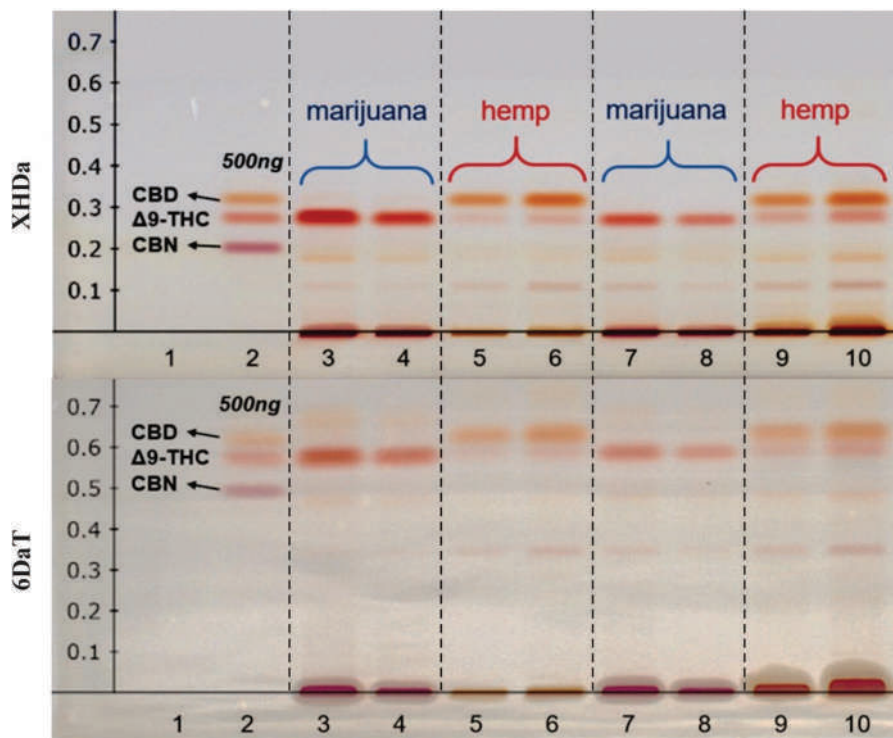 XHDa
0.7
0.6
0.5
0.4
0.3
0.2
0.1
500ng
CBD
Δ9-THC
CBN
marijuana hemp marijuana hemp
1 2 3 4 5 6 7 8 9 10
6DaT
0.7
0.6
0.5
0.4
0.3
0.2
0.1
500ng
CBD
Δ9-THC
CBN
1 2 3 4 5 6 7 8 9 10